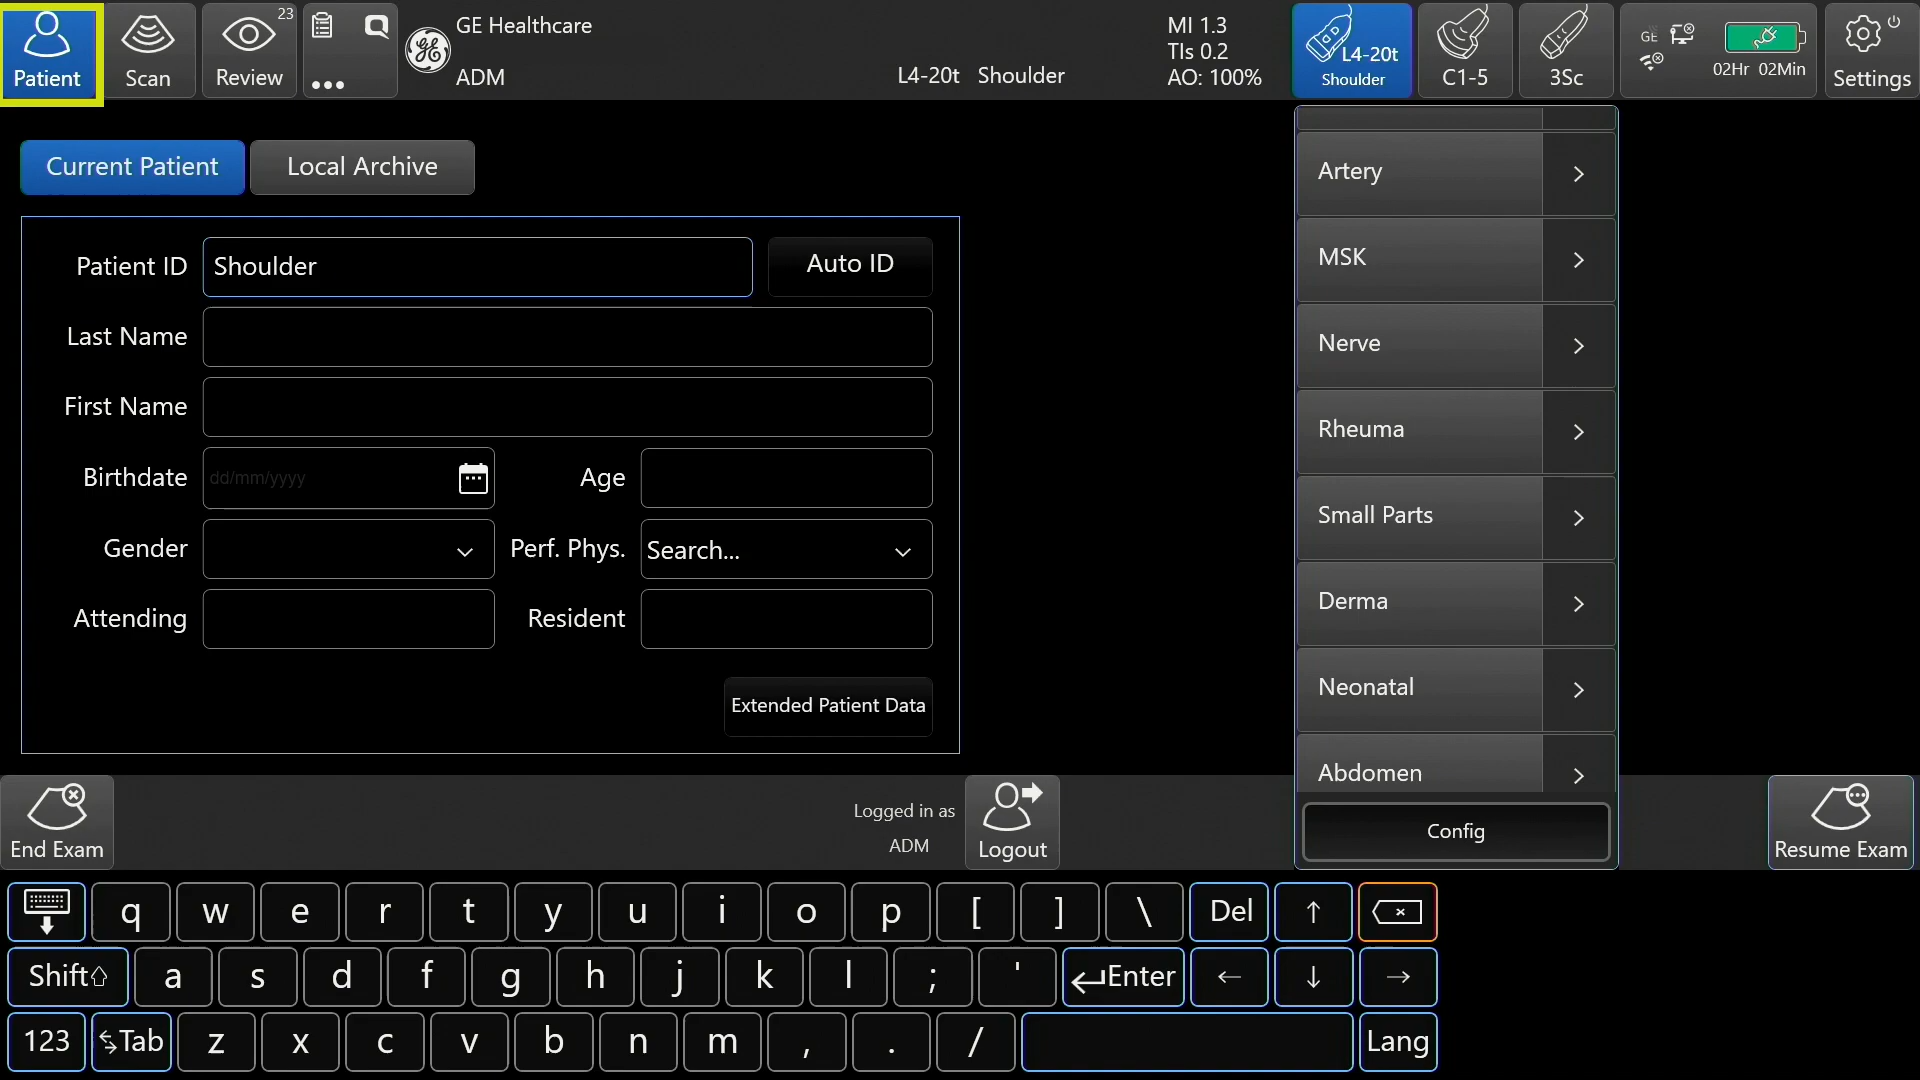 Patient
Scan
23
Review
GE Healthcare
ADM
L4-20t Shoulder
MI 1.3
TIs 0.2
AO: 100%
L4-20t
Shoulder
C1-5
3Sc
GE
02Hr 02Min
Settings
Current Patient
Local Archive
Patient ID
Shoulder
Auto ID
Last Name
First Name
Birthdate
dd/mm/yyyy
Age
Gender
Perf. Phys.
Search...
Attending
Resident
Extended Patient Data
Artery
MSK
Nerve
Rheuma
Small Parts
Derma
Neonatal
Abdomen
Config
End Exam
Logged in as
ADM
Logout
Resume Exam
q w e r t y u i o p [ ] \ Del ↑
Shift a s d f g h j k l ; ' Enter ← ↓ →
123 Tab z x c v b n m , . / Lang